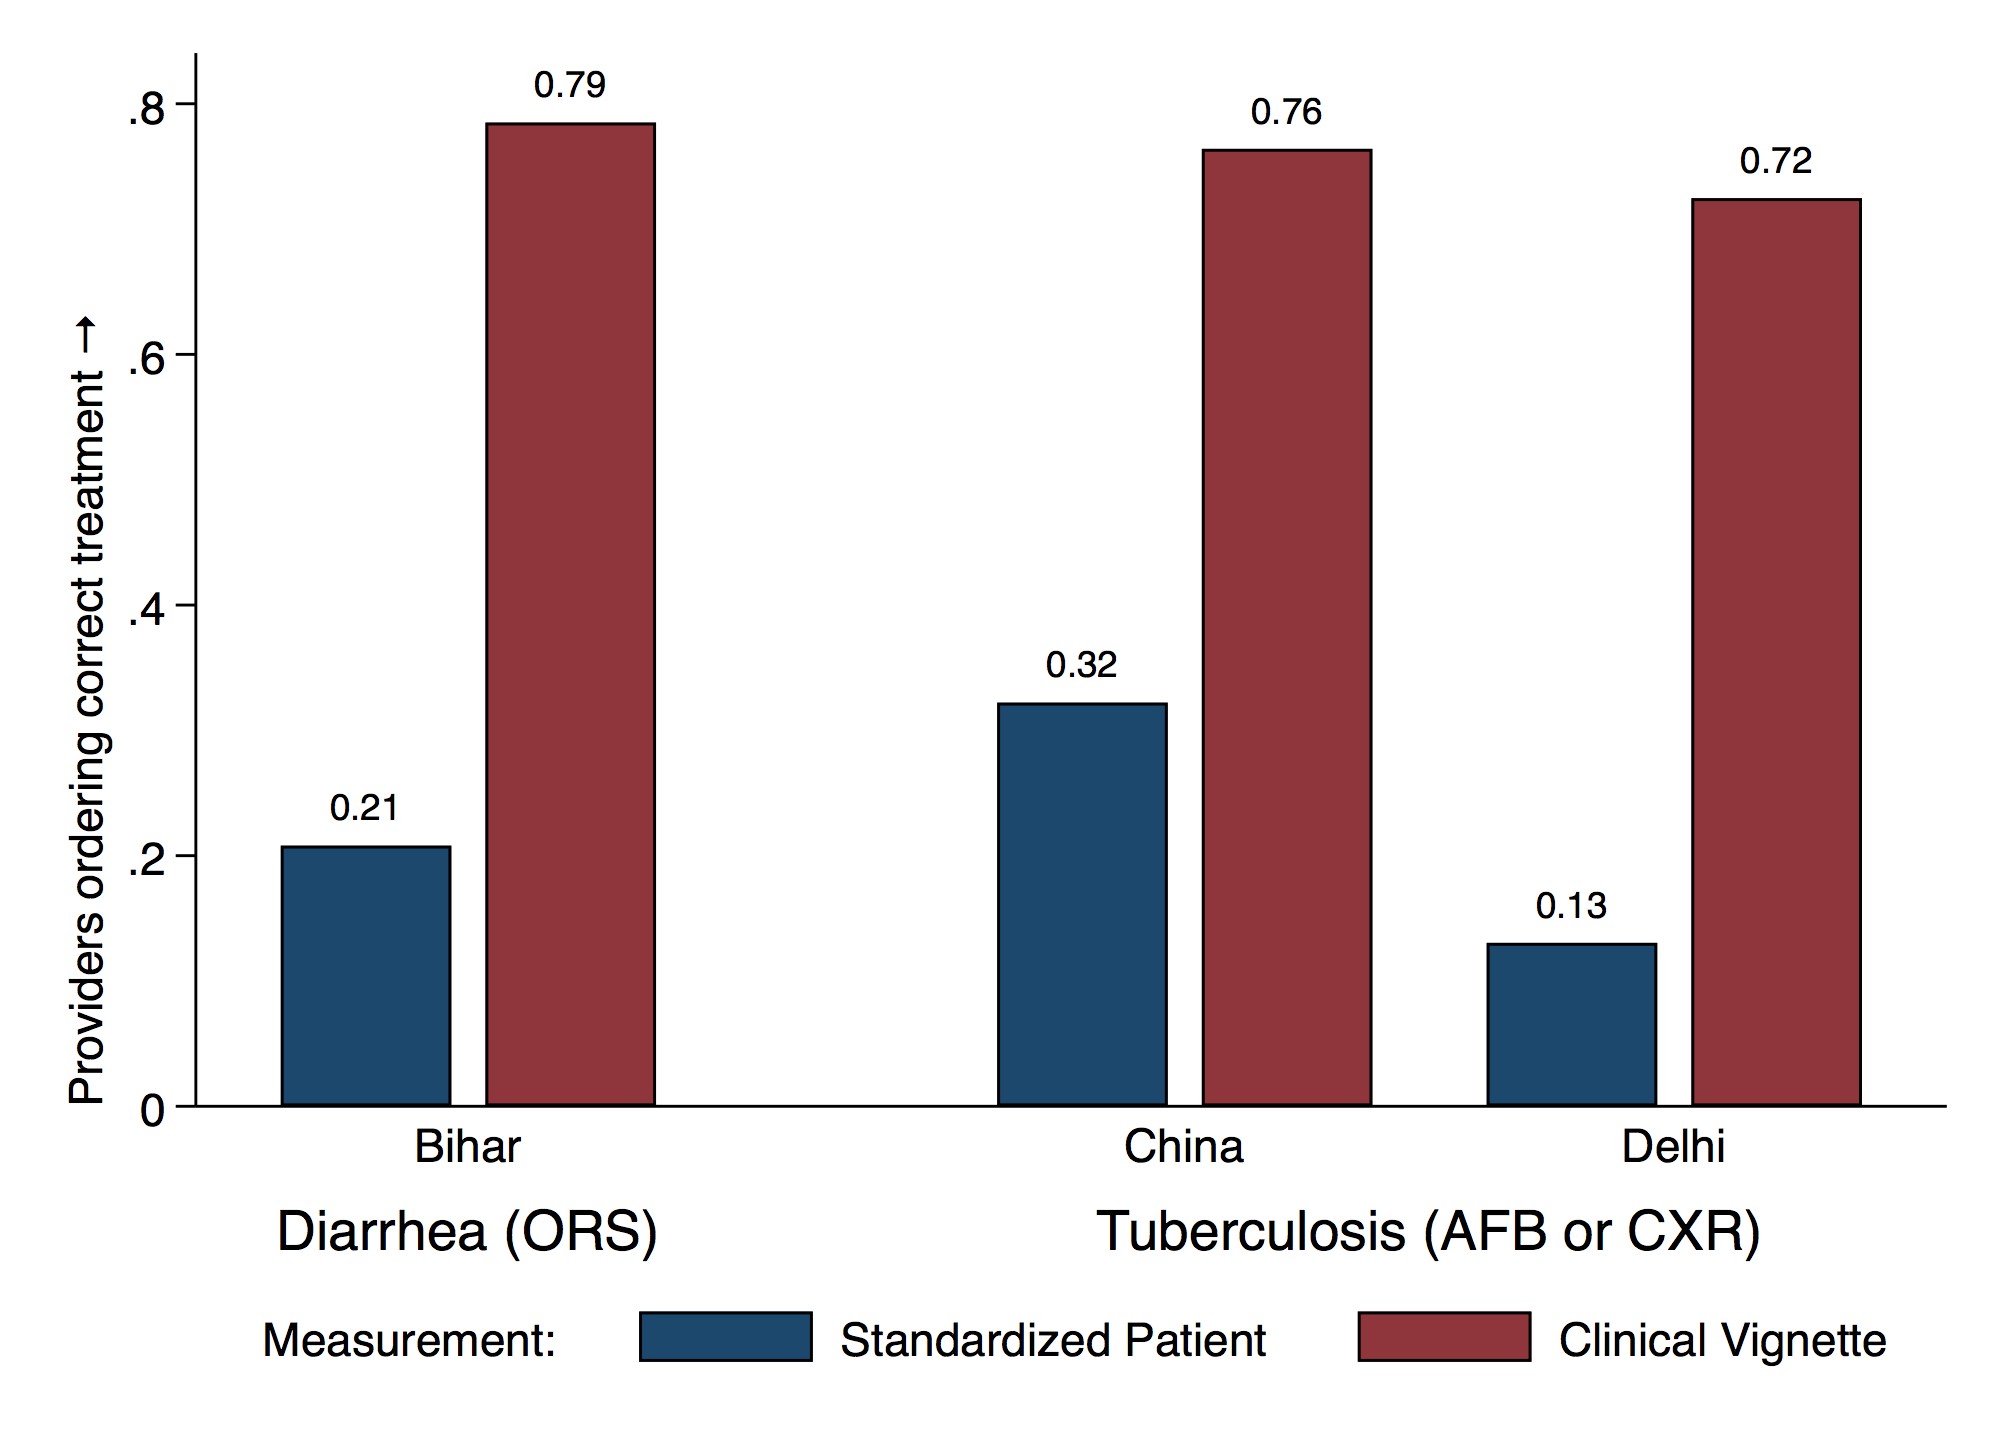 Providers ordering correct treatment →
.8
.6
.4
.2
0
0.79
0.76
0.72
0.32
0.21
0.13
Bihar China Delhi
Diarrhea (ORS) Tuberculosis (AFB or CXR)
Measurement: Standardized Patient Clinical Vignette